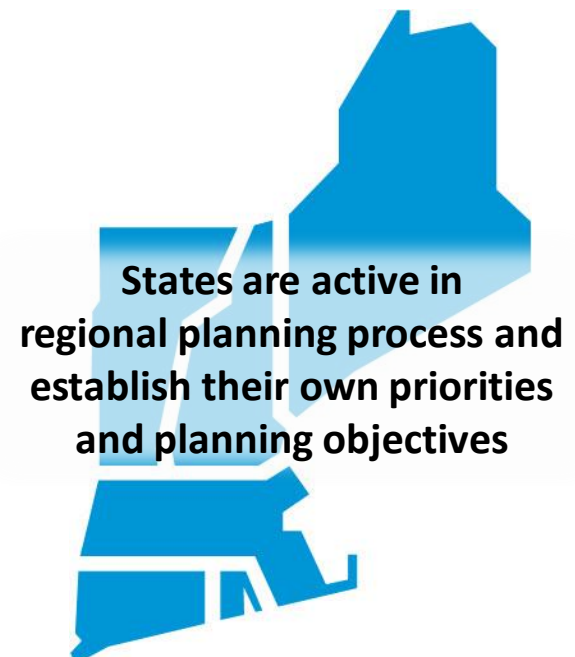 States are active in
regional planning process and
establish their own priorities
and planning objectives